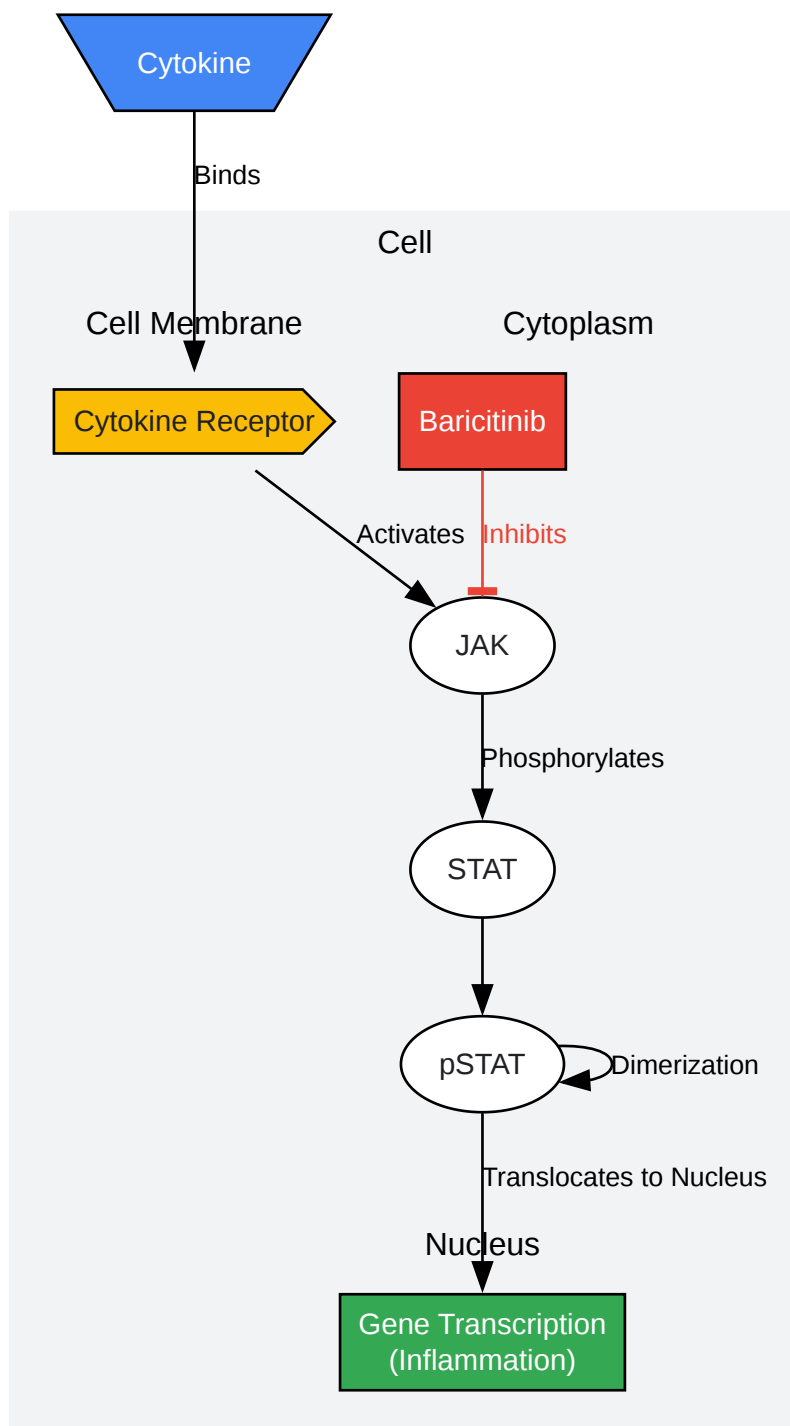 Cytokine
Binds
Cell
Cell Membrane
Cytoplasm
Cytokine Receptor
Baricitinib
Activates
Inhibits
JAK
Phosphorylates
STAT
pSTAT
Dimerization
Translocates to Nucleus
Nucleus
Gene Transcription
(Inflammation)